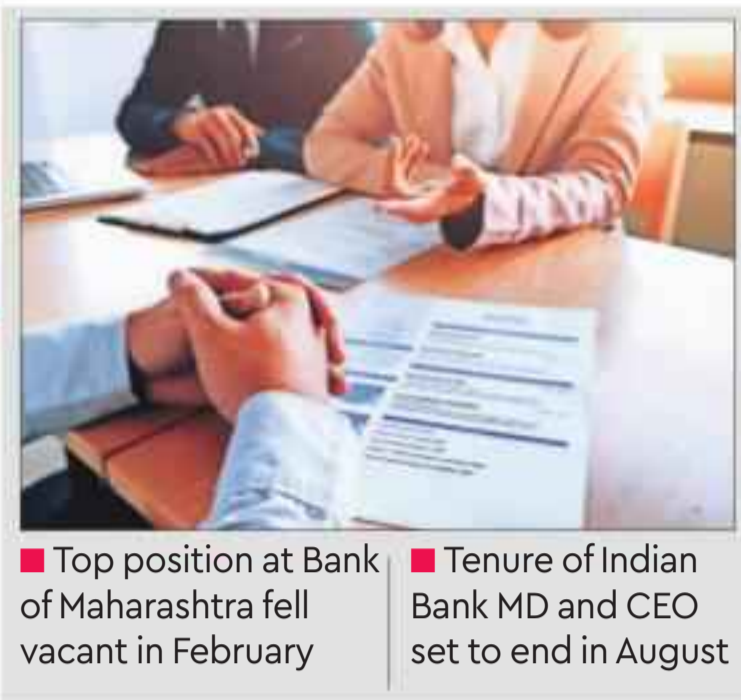 ■ Top position at Bank
of Maharashtra fell
vacant in February
■ Tenure of Indian
Bank MD and CEO
set to end in August